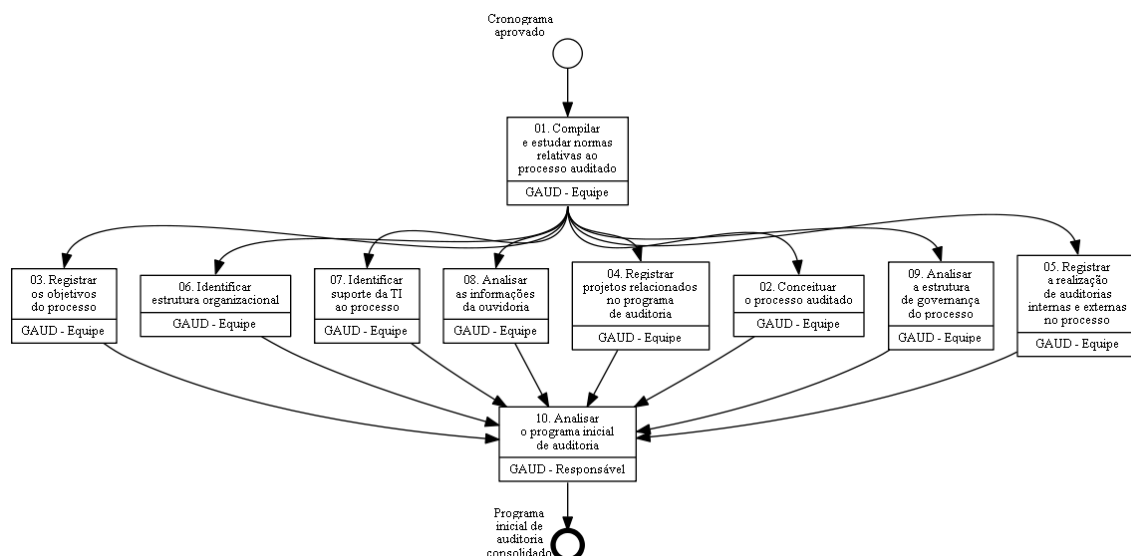 Cronograma
aprovado
01. Compilar
e estudar normas
relativas ao
processo auditado
GAUD - Equipe
03. Registrar
os objetivos
do processo
GAUD - Equipe
06. Identificar
estrutura organizacional
GAUD - Equipe
07. Identificar
suporte da TI
ao processo
GAUD - Equipe
08. Analisar
as informações
da ouvidoria
GAUD - Equipe
04. Registrar
projetos relacionados
no programa
de auditoria
GAUD - Equipe
02. Conceituar
o processo auditado
GAUD - Equipe
09. Analisar
a estrutura
de governança
do processo
GAUD - Equipe
05. Registrar
a realização
de auditorias
internas e externas
no processo
GAUD - Equipe
10. Analisar
o programa inicial
de auditoria
GAUD - Responsável
Programa
inicial de
auditoria
consolidado